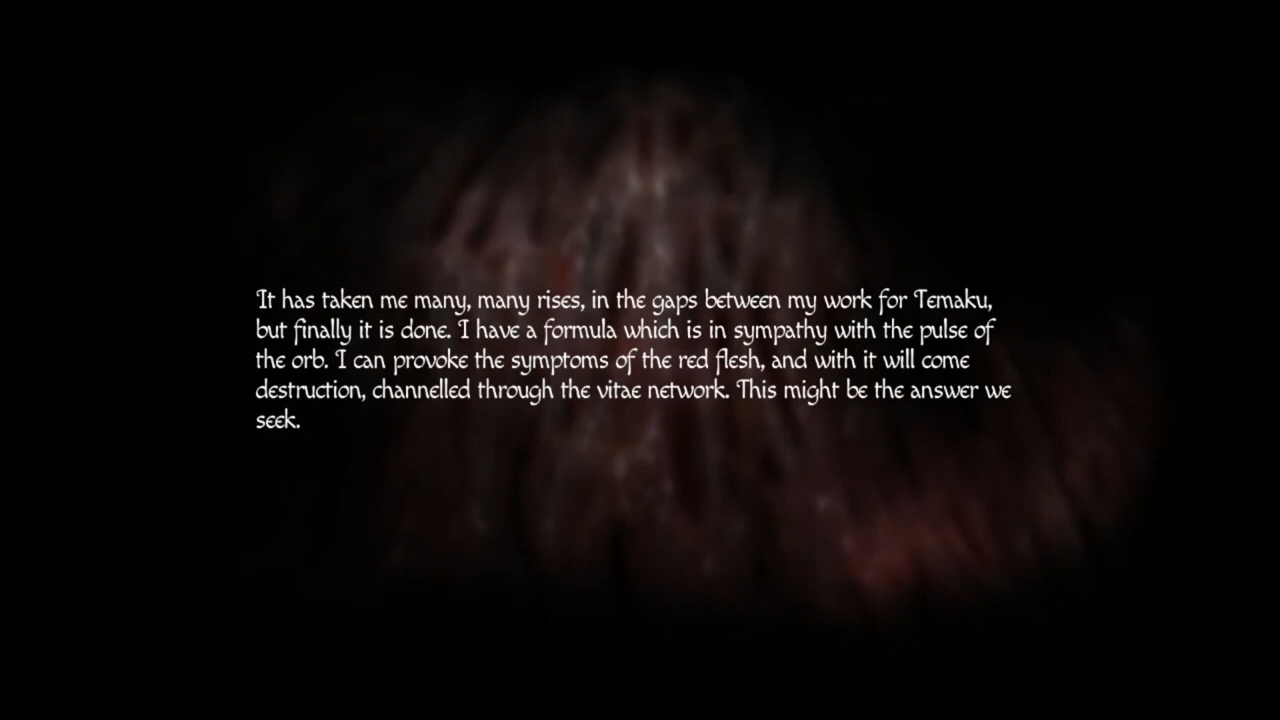 It has taken me many, many rises, in the gaps between my work for Temaku,
but finally it is done. I have a formula which is in sympathy with the pulse of
the orb. I can provoke the symptoms of the red flesh, and with it will come
destruction, channelled through the vitae network. This might be the answer we
seek.